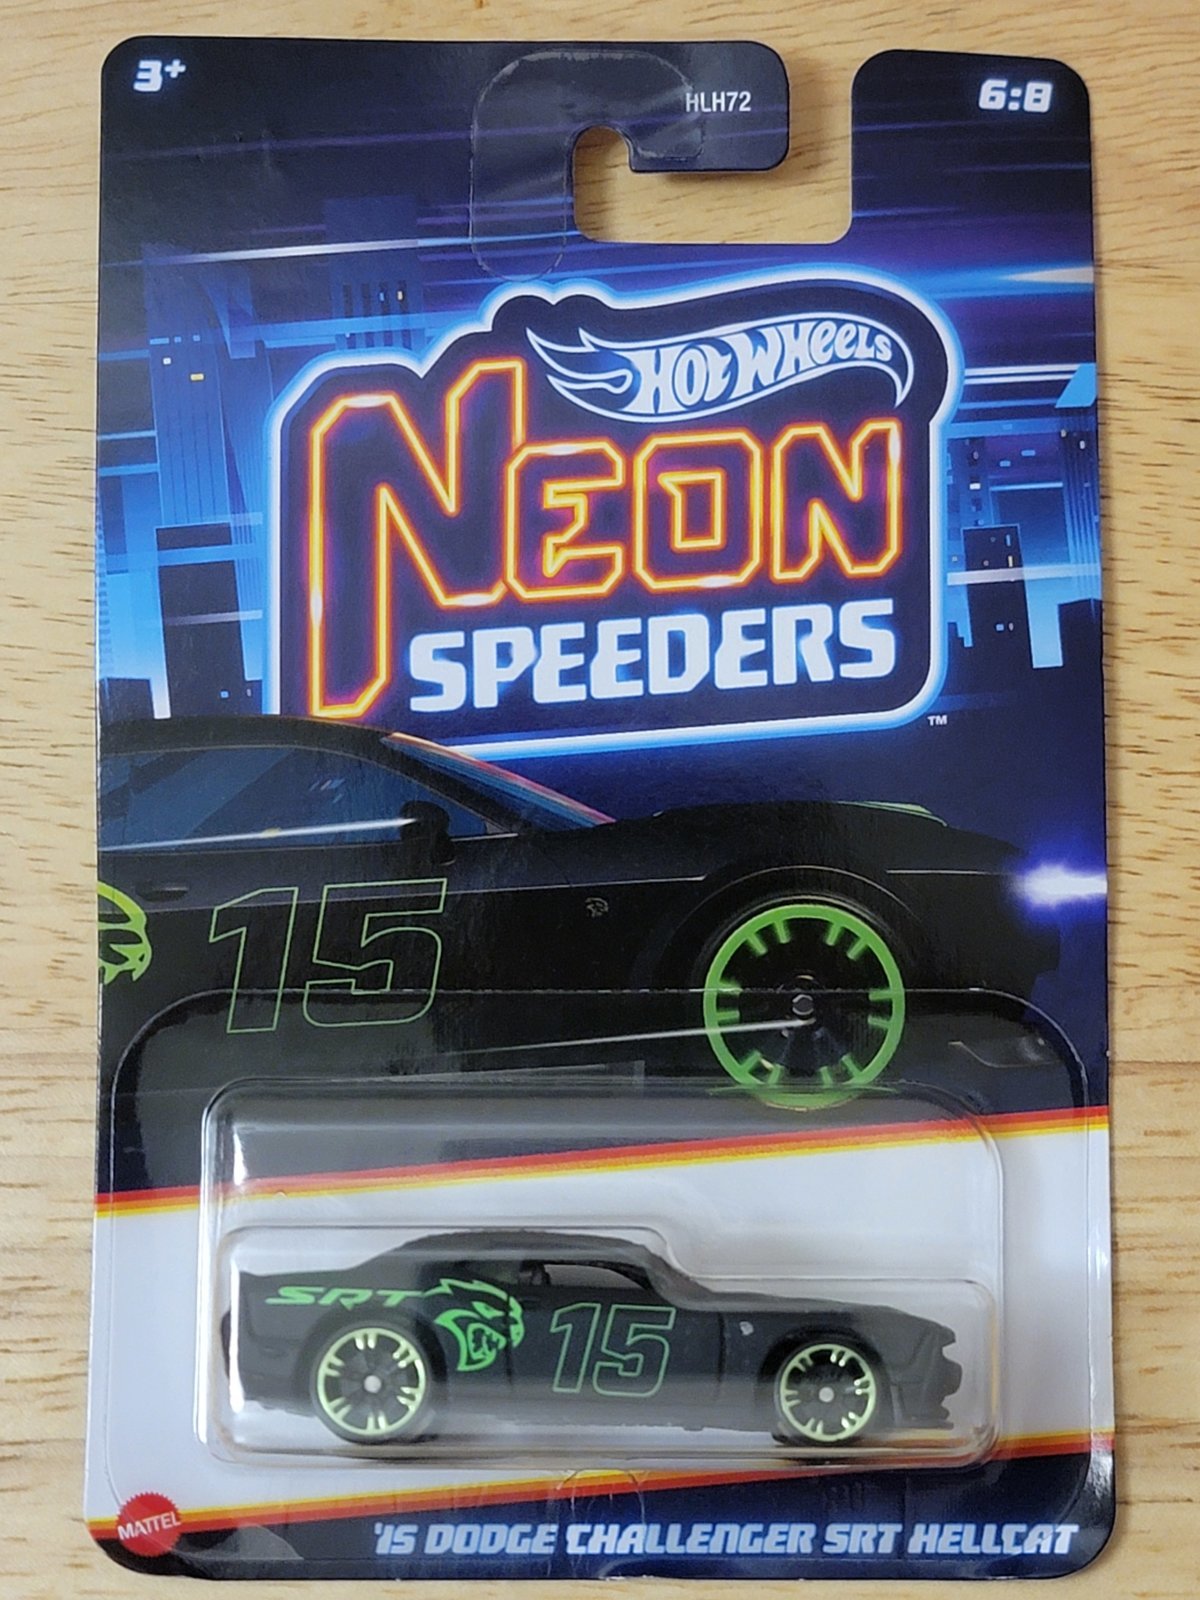 3+
HLH72
6:8
HOT WHEELS
NEON
SPEEDERS
TM
15
SRT
15
MATTEL
'15 DODGE CHALLENGER SRT HELLCAT